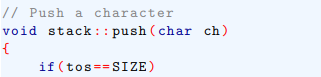 // Push a character
void stack::push(char ch)
{
if(tos==SIZE)